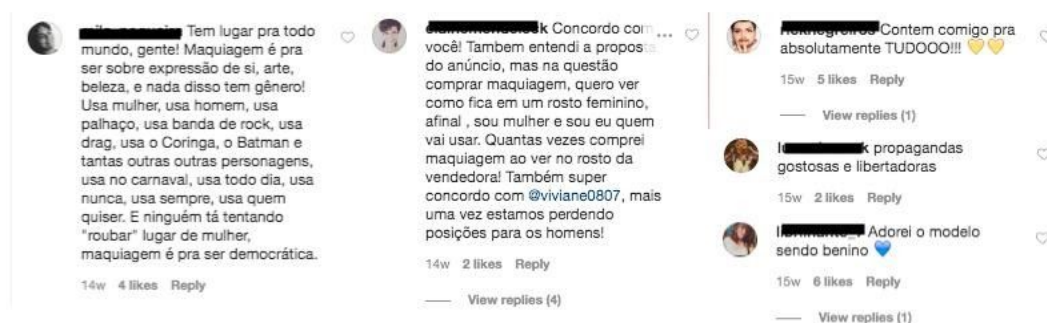 Tem lugar pra todo
mundo, gente! Maquiagem é pra
ser sobre expressão de si, arte,
beleza, e nada disso tem gênero!
Usa mulher, usa homem, usa
palhaço, usa banda de rock, usa
drag, usa o Coringa, o Batman e
tantas outras outras personagens,
usa no carnaval, usa todo dia, usa
nunca, usa sempre, usa quem
quiser. E ninguém tá tentando
"roubar" lugar de mulher,
maquiagem é pra ser democrática.
14w 4 likes Reply
Concordo com
você! Tambem entendi a proposta
do anúncio, mas na questão
comprar maquiagem, quero ver
como fica em um rosto feminino,
afinal , sou mulher e sou eu quem
vai usar. Quantas vezes comprei
maquiagem ao ver no rosto da
vendedora! Também super
concordo com @viviane0807, mais
uma vez estamos perdendo
posições para os homens!
14w 2 likes Reply
View replies (4)
Contem comigo pra
absolutamente TUDOOO!!! 💛💛
15w 5 likes Reply
View replies (1)
propagandas
gostosas e libertadoras
15w 2 likes Reply
Adorei o modelo
sendo benino 💙
15w 6 likes Reply
View replies (1)